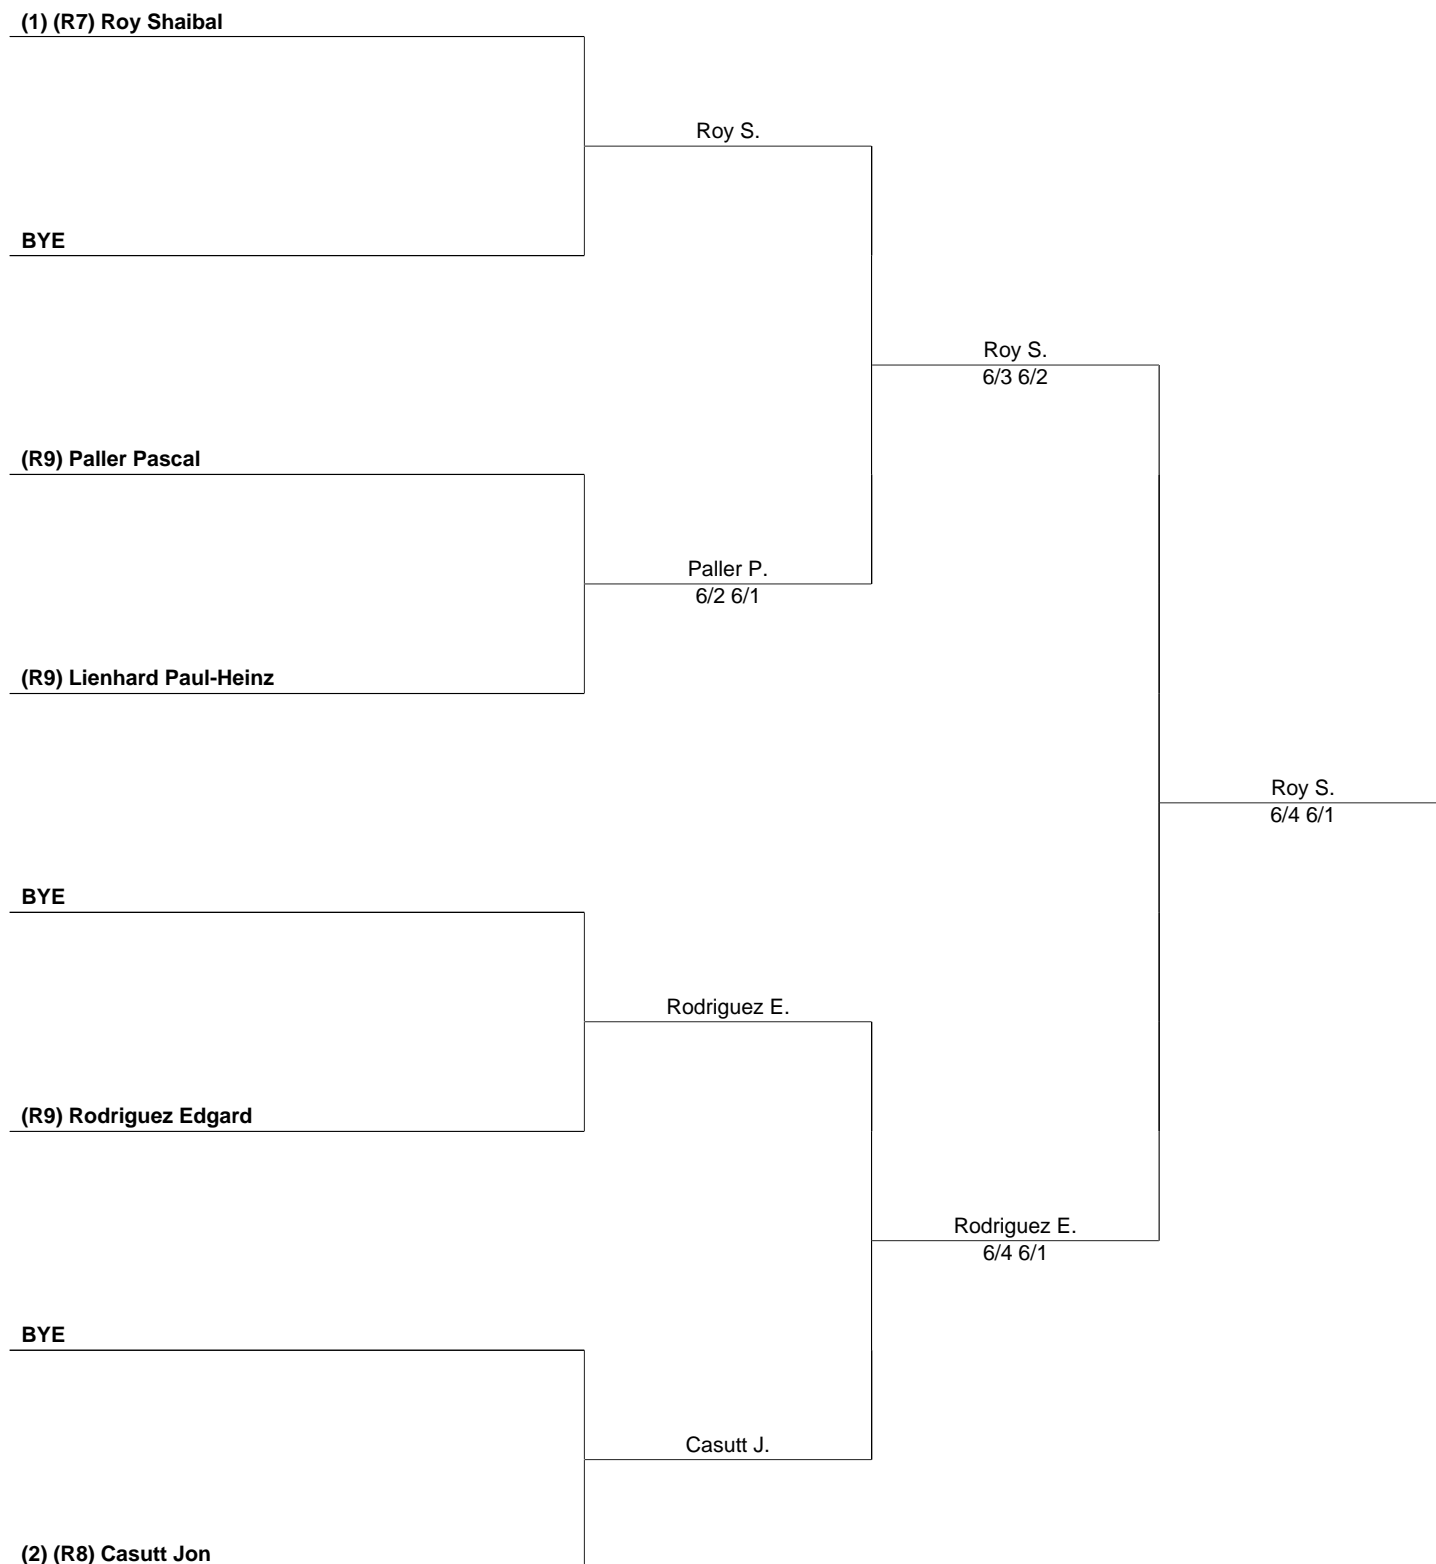 (1) (R7) Roy Shaibal
Roy S.
BYE
Roy S.
6/3 6/2
(R9) Paller Pascal
Paller P.
6/2 6/1
(R9) Lienhard Paul-Heinz
Roy S.
6/4 6/1
BYE
Rodriguez E.
(R9) Rodriguez Edgard
Rodriguez E.
6/4 6/1
BYE
Casutt J.
(2) (R8) Casutt Jon